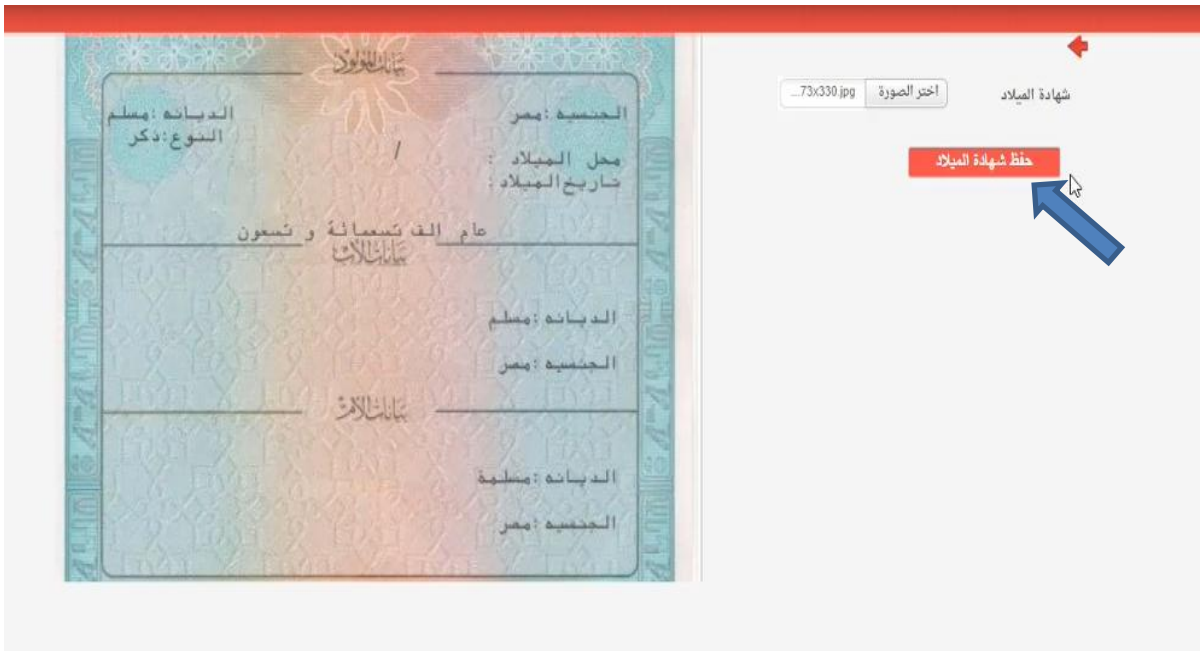 شهادة الميلاد
اختر الصورة
...73x330.jpg
حفظ شهادة الميلاد
بيانات المولود
الجنسيه :مصر
الديانه :مسلم
النوع:ذكر
/
محل الميلاد :
تاريخ الميلاد :
عام الف تسعمائة و تسعون
بيانات الأب
الديانه :مسلم
الجنسيه :مصر
بيانات الأم
الديانه :مسلمة
الجنسيه :مصر